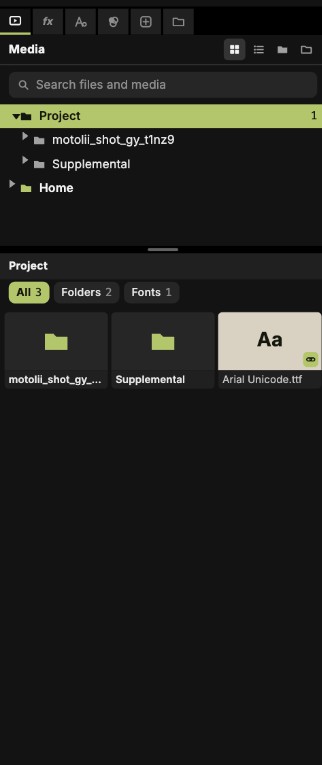 fx
Media
Search files and media
Project 1
motolii_shot_gy_t1nz9
Supplemental
Home
Project
All 3 Folders 2 Fonts 1
Aa
motolii_shot_gy_... Supplemental Arial Unicode.ttf